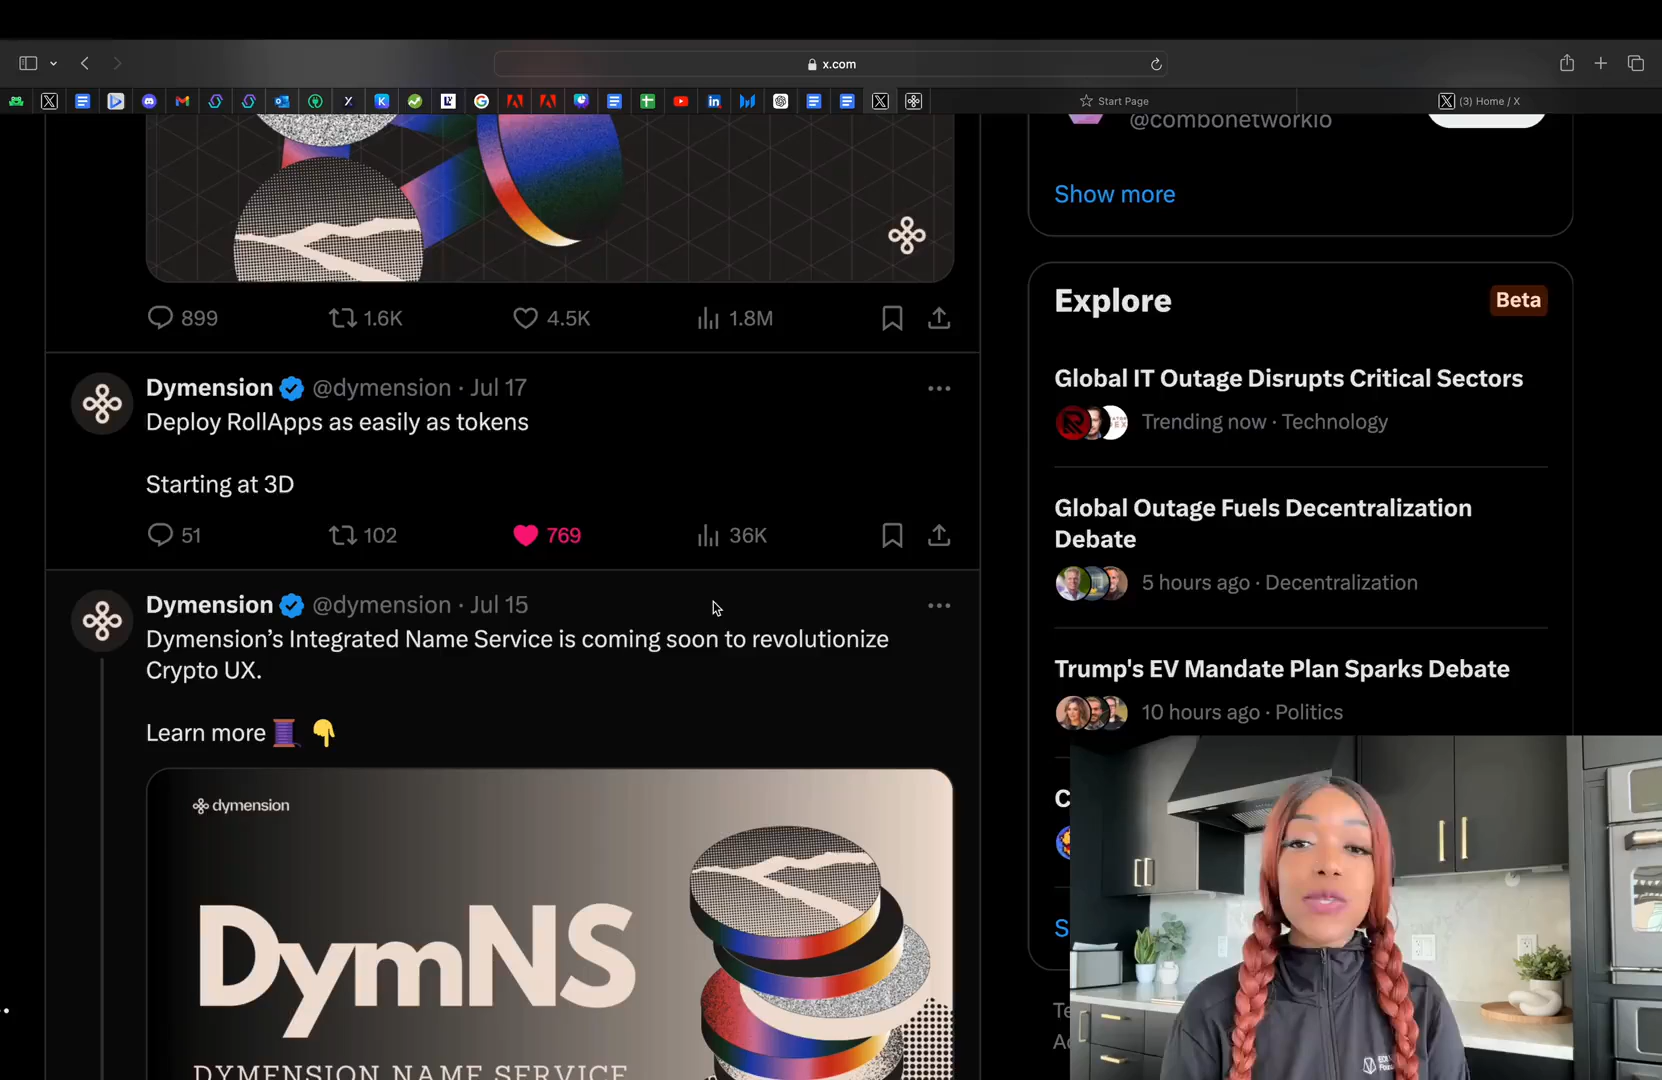 x.com
Start Page
(3) Home / X
@combonetworkio
Show more
899
1.6K
4.5K
1.8M
Dymension @dymension · Jul 17
Deploy RollApps as easily as tokens
Starting at 3D
51
102
769
36K
Dymension @dymension · Jul 15
Dymension’s Integrated Name Service is coming soon to revolutionize
Crypto UX.
Learn more
dymension
DymNS
DYMENSION NAME SERVICE
Explore
Beta
Global IT Outage Disrupts Critical Sectors
Trending now · Technology
Global Outage Fuels Decentralization
Debate
5 hours ago · Decentralization
Trump's EV Mandate Plan Sparks Debate
10 hours ago · Politics